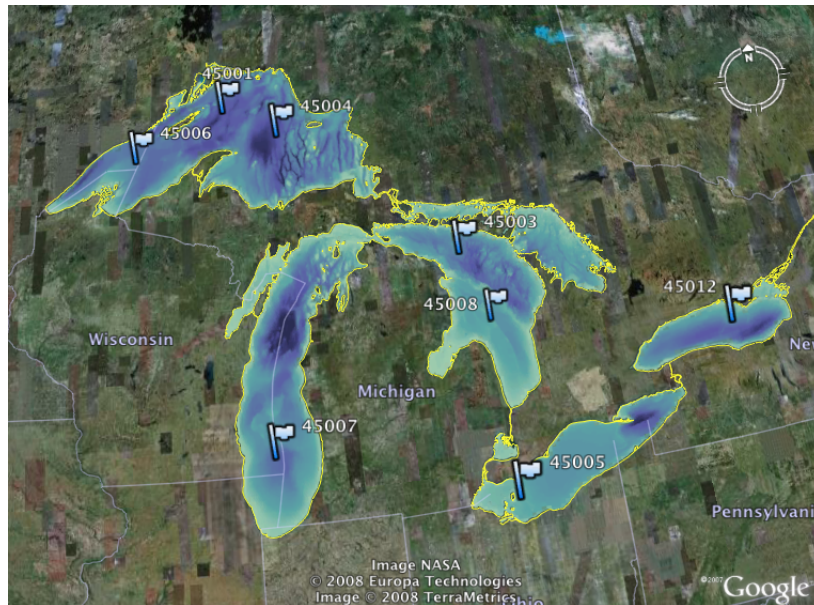 45001
45004
45006
N
45003
45008
45012
Wisconsin
Michigan
45007
45005
Pennsylvani
Image NASA
© 2008 Europa Technologies
Image © 2008 TerraMetrics
©2007 Google